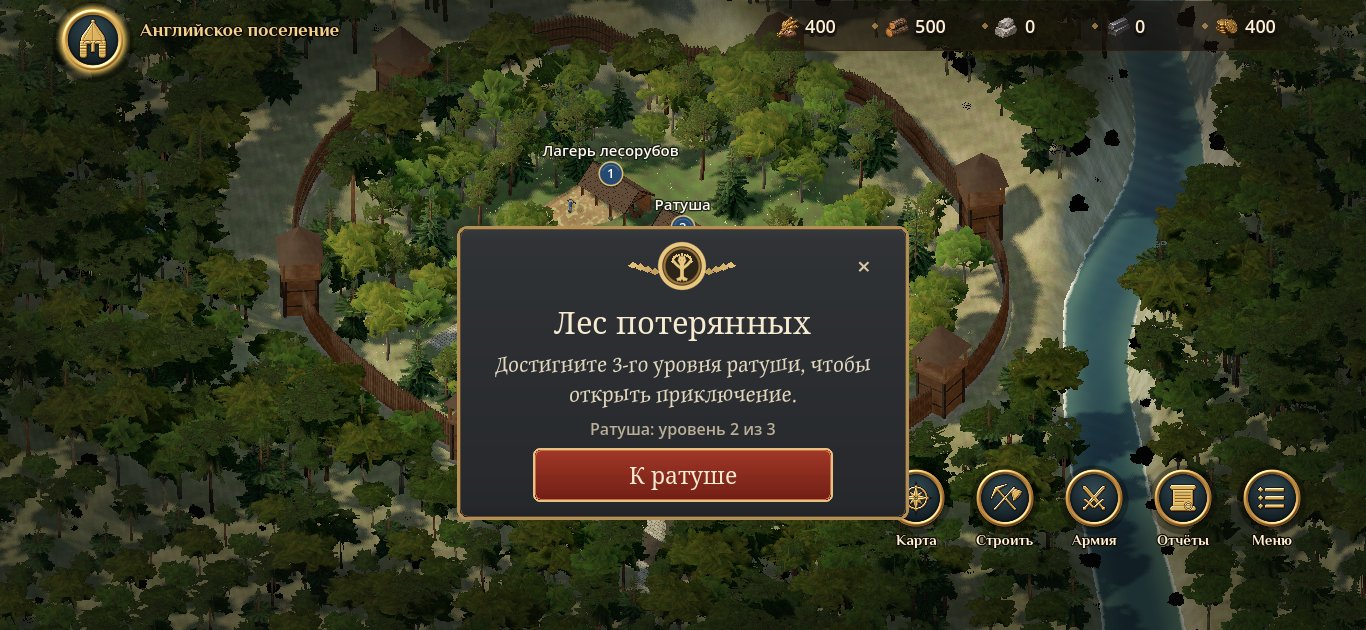 Английское поселение
400
500
0
0
400
Лагерь лесорубов
1
Ратуша
Лес потерянных
Достигните 3-го уровня ратуши, чтобы
открыть приключение.
Ратуша: уровень 2 из 3
К ратуше
Карта
Строить
Армия
Отчёты
Меню